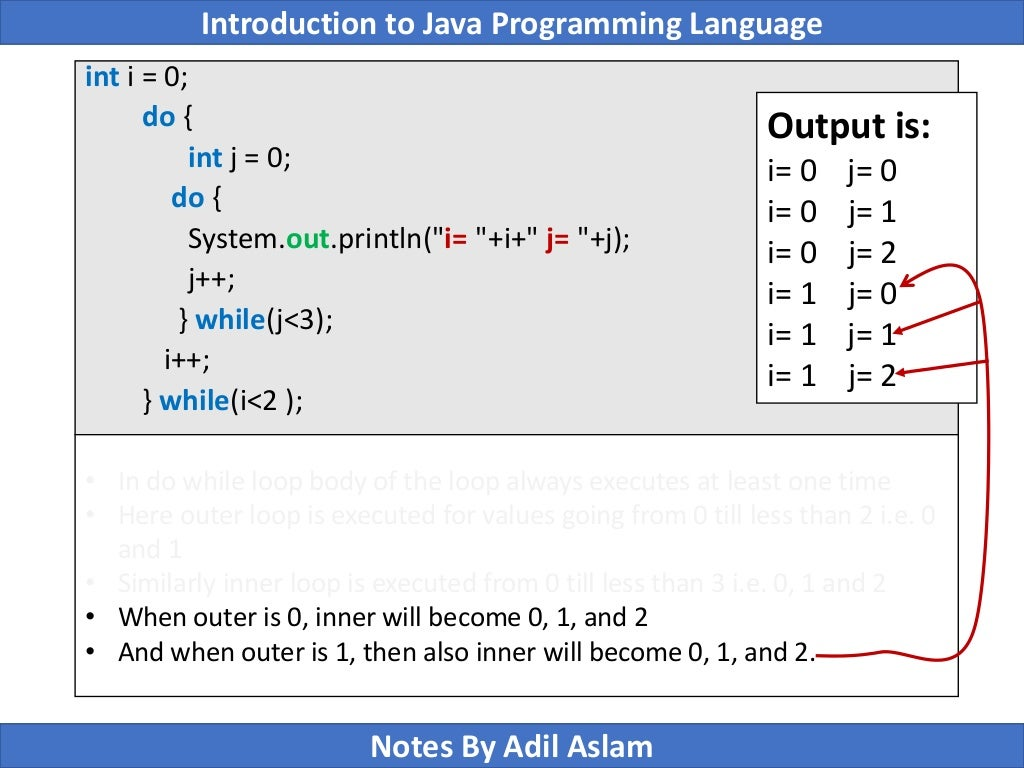 Introduction to Java Programming Language
int i = 0;
do {
int j = 0;
do {
System.out.println("i= "+i+" j= "+j);
j++;
} while(j<3);
i++;
} while(i<2 );
Output is:
i= 0 j= 0
i= 0 j= 1
i= 0 j= 2
i= 1 j= 0
i= 1 j= 1
i= 1 j= 2
• In do while loop body of the loop always executes at least one time
• Here outer loop is executed for values going from 0 till less than 2 i.e. 0
and 1
• Similarly inner loop is executed from 0 till less than 3 i.e. 0, 1 and 2
• When outer is 0, inner will become 0, 1, and 2
• And when outer is 1, then also inner will become 0, 1, and 2.
Notes By Adil Aslam